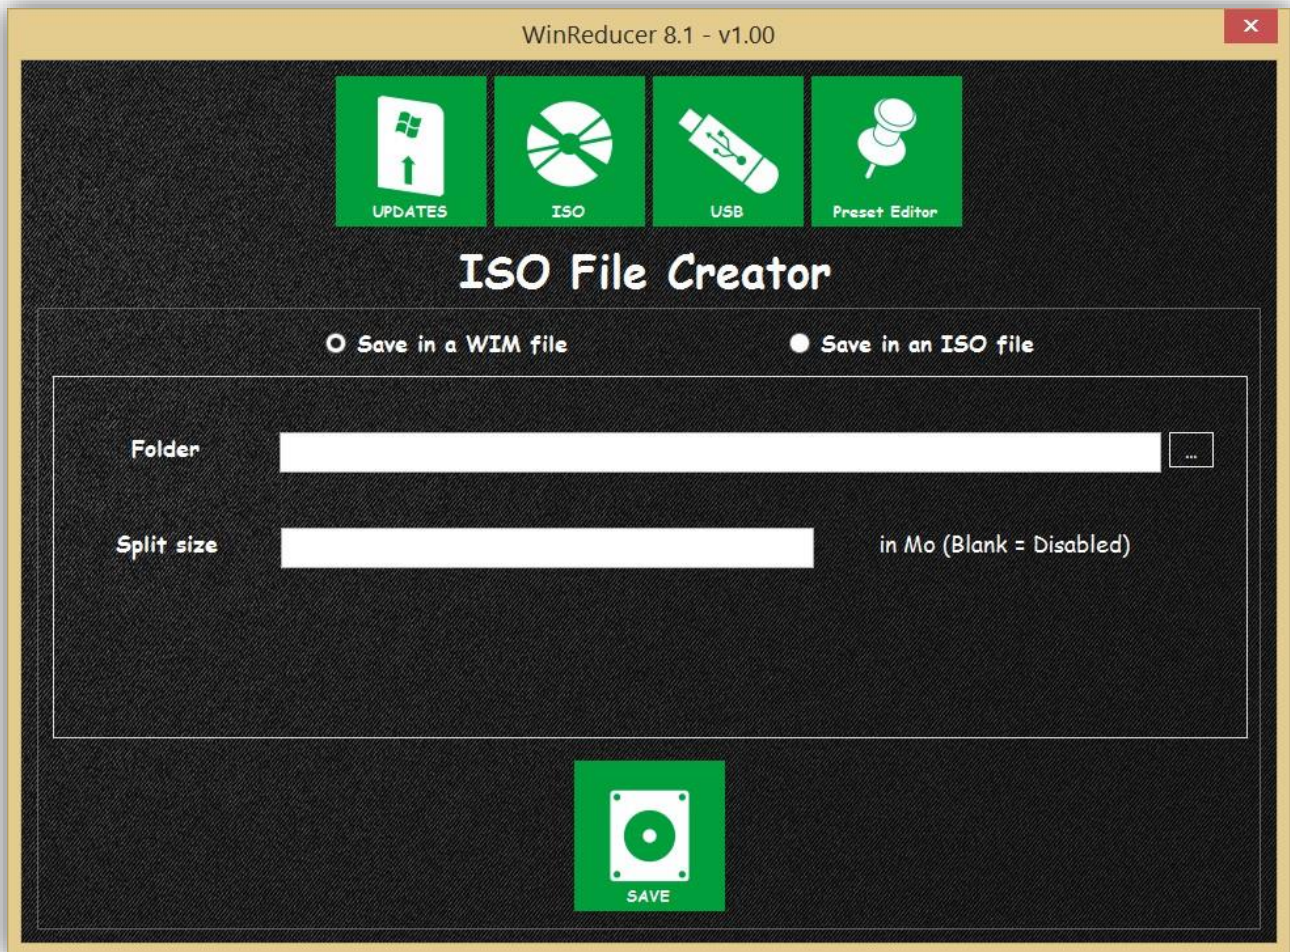 WinReducer 8.1 - v1.00
UPDATES ISO USB Preset Editor
ISO File Creator
Save in a WIM file Save in an ISO file
Folder ...
Split size in Mo (Blank = Disabled)
SAVE